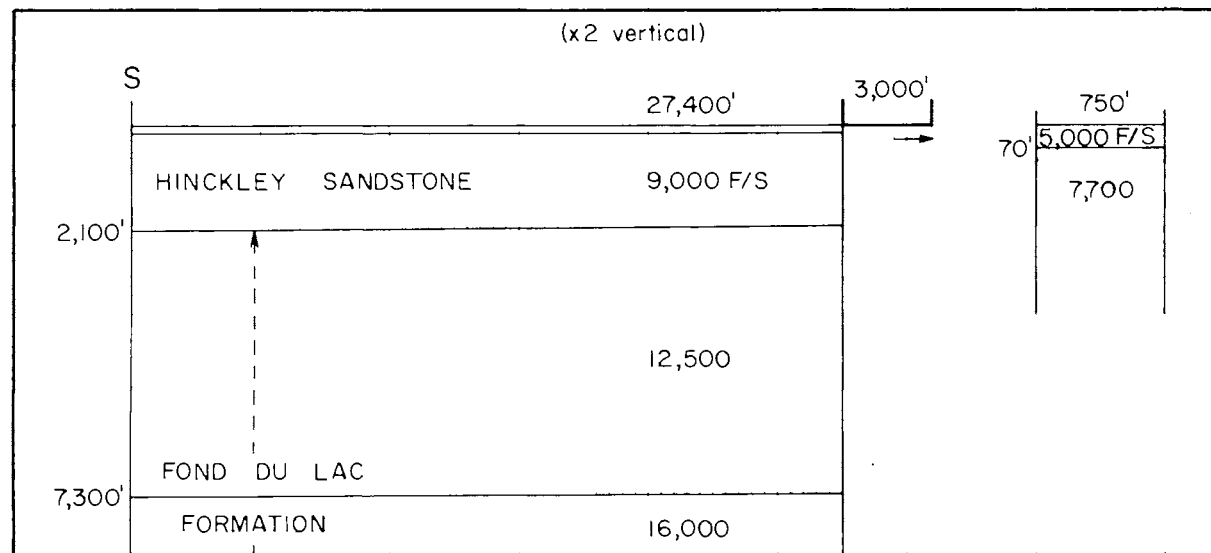 (x2 vertical)
S
27,400'
3,000'
750'
5,000 F/S
70'
7,700
HINCKLEY SANDSTONE
9,000 F/S
2,100'
12,500
FOND DU LAC
7,300'
FORMATION
16,000